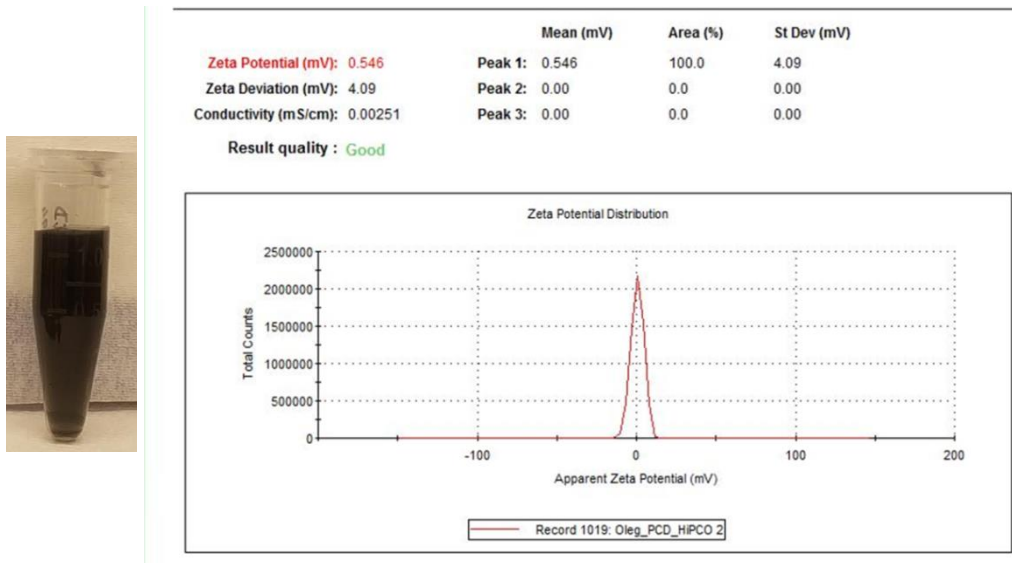 Mean (mV) Area (%) St Dev (mV)
Zeta Potential (mV): 0.546 Peak 1: 0.546 100.0 4.09
Zeta Deviation (mV): 4.09 Peak 2: 0.00 0.0 0.00
Conductivity (mS/cm): 0.00251 Peak 3: 0.00 0.0 0.00
Result quality : Good
A
1.0
Zeta Potential Distribution
2500000
2000000
1500000
1000000
500000
0
Total Counts
-100 0 100 200
Apparent Zeta Potential (mV)
Record 1019: Oleg_PCD_HiPCO 2